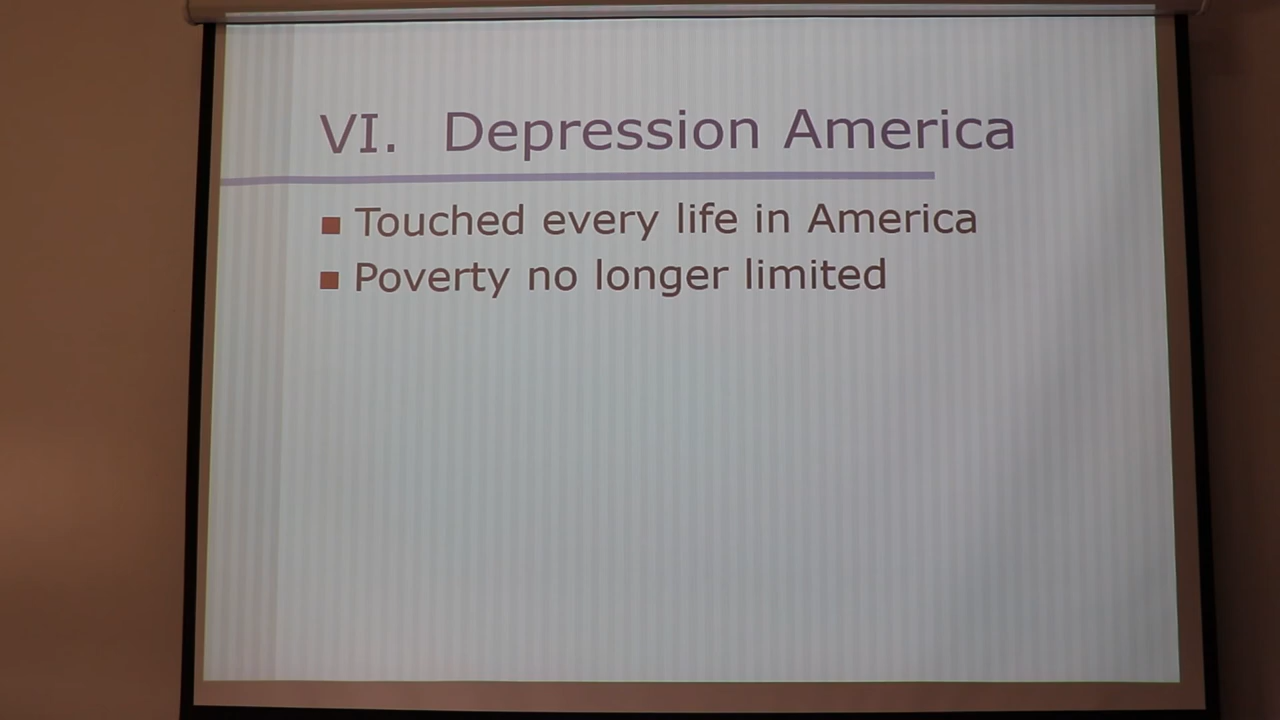 VI. Depression America
Touched every life in America
Poverty no longer limited